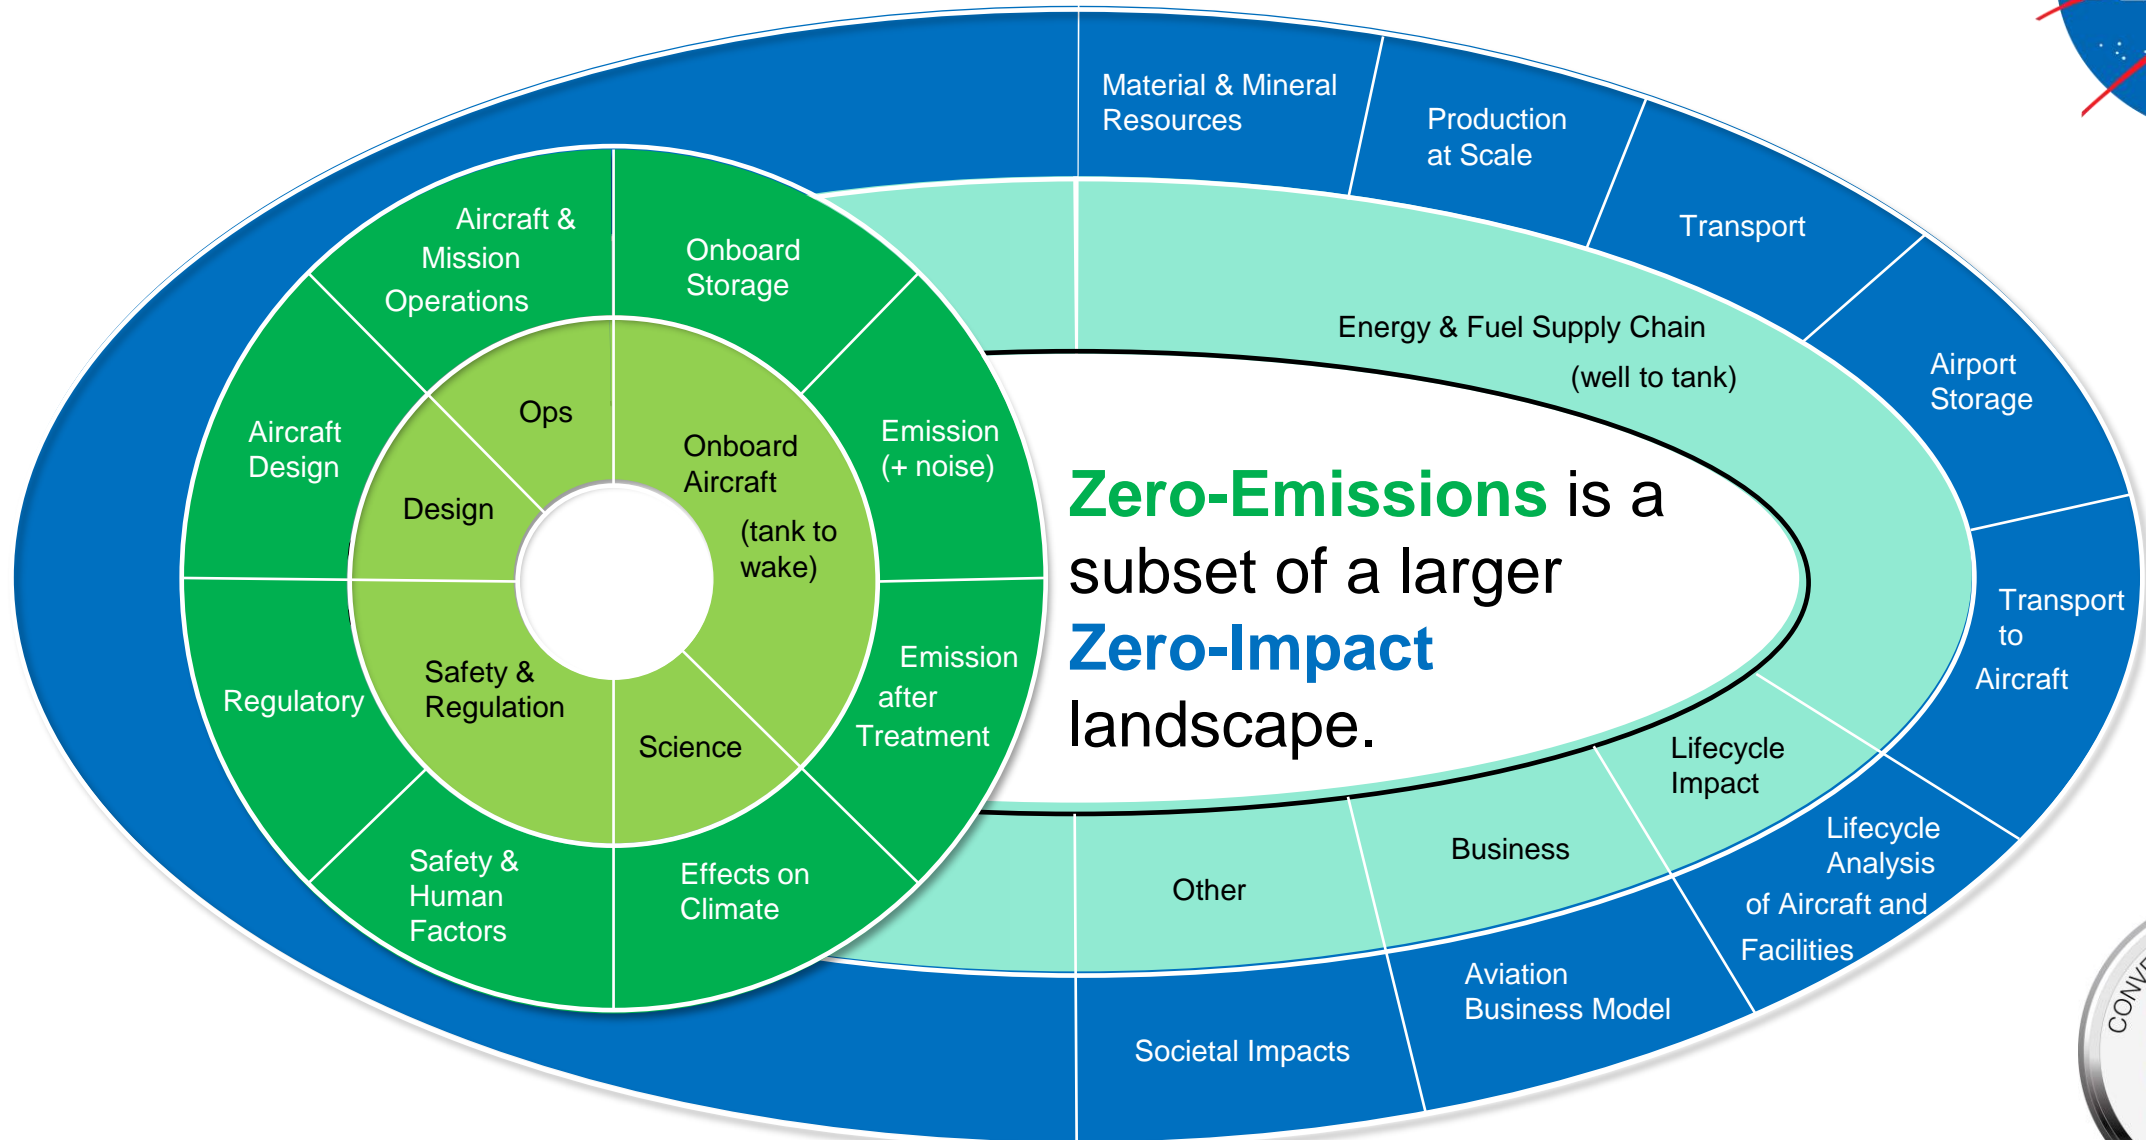 Material & Mineral
Resources
Production
at Scale
Transport
Airport
Storage
Transport
to
Aircraft
Lifecycle
Analysis
of Aircraft and
Facilities
Aviation
Business Model
Societal Impacts
Energy & Fuel Supply Chain
(well to tank)
Lifecycle
Impact
Business
Other
Aircraft &
Mission
Operations
Onboard
Storage
Emission
(+ noise)
Emission
after
Treatment
Effects on
Climate
Safety &
Human
Factors
Regulatory
Aircraft
Design
Ops
Onboard
Aircraft
(tank to
wake)
Science
Safety &
Regulation
Design
Zero-Emissions is a
subset of a larger
Zero-Impact
landscape.